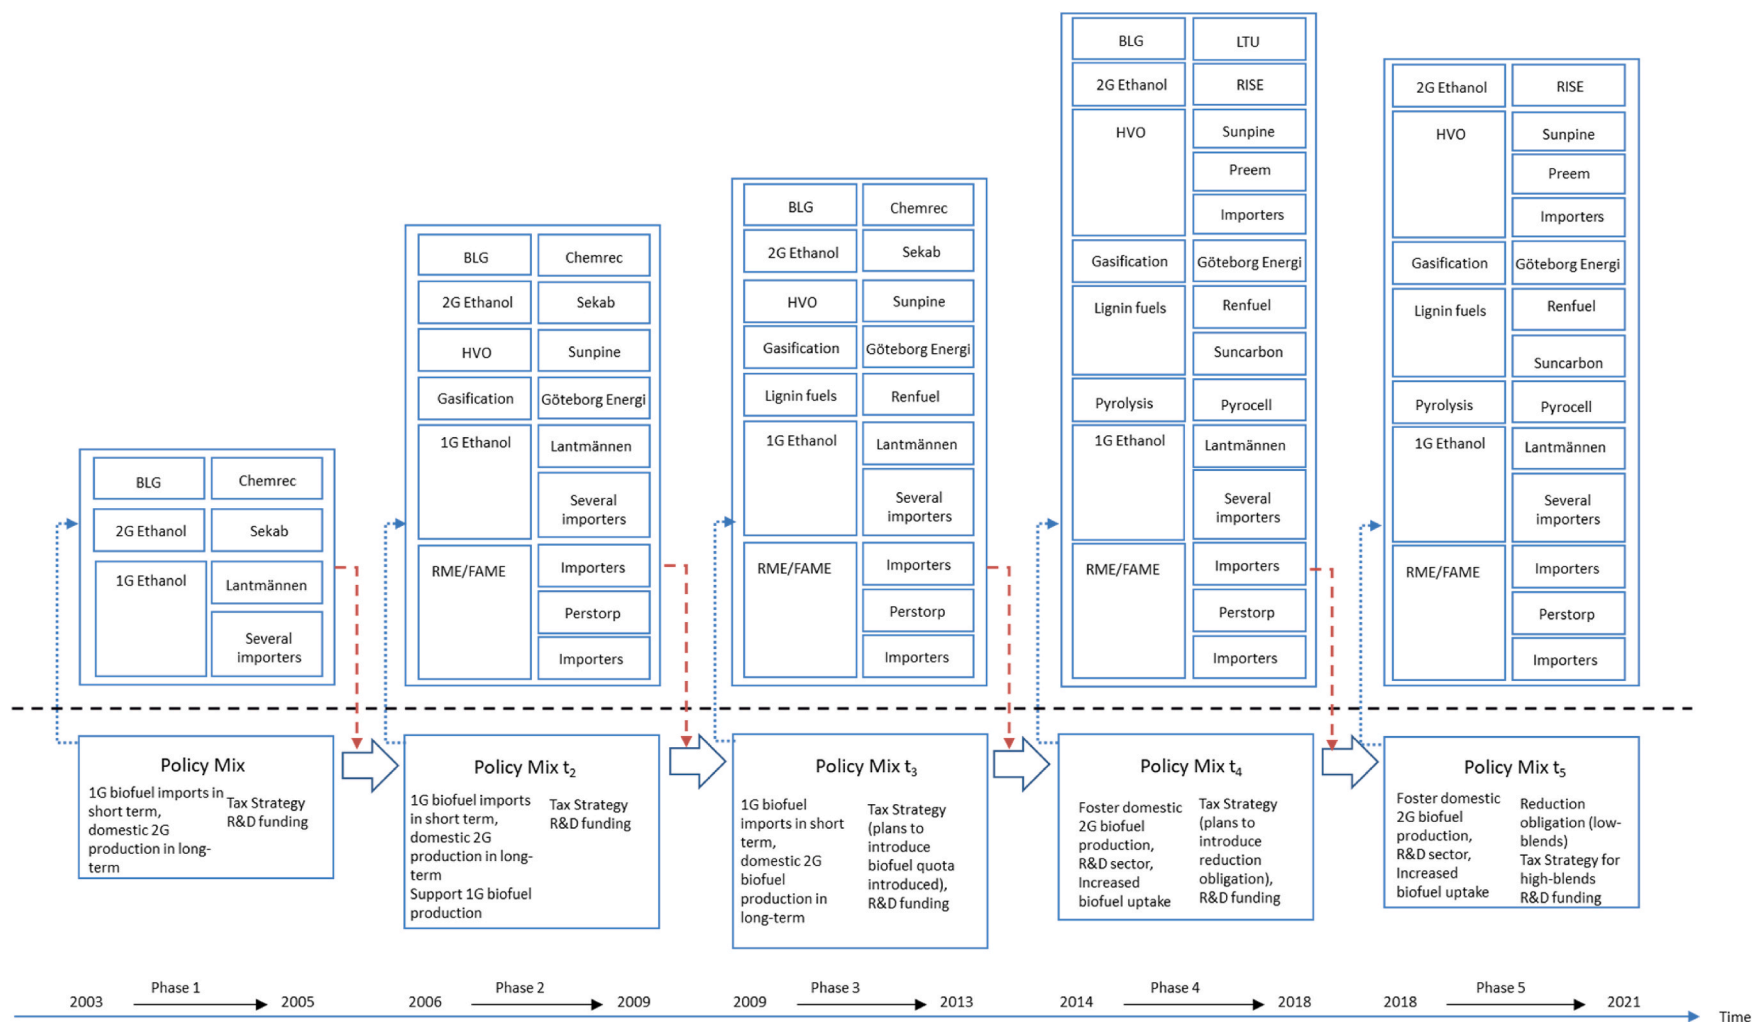 BLG
Chemrec
2G Ethanol
Sekab
1G Ethanol
Lantmännen
Several
importers
BLG
Chemrec
2G Ethanol
Sekab
HVO
Sunpine
Gasification
Göteborg Energi
1G Ethanol
Lantmännen
Several
importers
RME/FAME
Importers
Perstorp
Importers
BLG
Chemrec
2G Ethanol
Sekab
HVO
Sunpine
Gasification
Göteborg Energi
Lignin fuels
Renfuel
1G Ethanol
Lantmännen
Several
importers
RME/FAME
Importers
Perstorp
Importers
BLG
LTU
2G Ethanol
RISE
HVO
Sunpine
Preem
Importers
Gasification
Göteborg Energi
Lignin fuels
Renfuel
Suncarbon
Pyrolysis
Pyrocell
1G Ethanol
Lantmännen
Several
importers
RME/FAME
Importers
Perstorp
Importers
2G Ethanol
RISE
HVO
Sunpine
Preem
Importers
Gasification
Göteborg Energi
Lignin fuels
Renfuel
Suncarbon
Pyrolysis
Pyrocell
1G Ethanol
Lantmännen
Several
importers
RME/FAME
Importers
Perstorp
Importers
Policy Mix
1G biofuel imports in
short term,
domestic 2G
production in long-
term
Tax Strategy
R&D funding
Policy Mix t2
1G biofuel imports
in short term,
domestic 2G
production in long-
term
Support 1G biofuel
production
Tax Strategy
R&D funding
Policy Mix t3
1G biofuel
imports in short
term,
domestic 2G
biofuel
production in
long-term
Tax Strategy
(plans to
introduce
biofuel quota
introduced),
R&D funding
Policy Mix t4
Foster domestic
2G biofuel
production,
R&D sector,
Increased
biofuel uptake
Tax Strategy
(plans to
introduce
reduction
obligation),
R&D funding
Policy Mix t5
Foster domestic
2G biofuel
production,
R&D sector,
Increased
biofuel uptake
Reduction
obligation (low-
blends)
Tax Strategy for
high-blends
R&D funding
2003
Phase 1
2005
2006
Phase 2
2009
2009
Phase 3
2013
2014
Phase 4
2018
2018
Phase 5
2021
Time